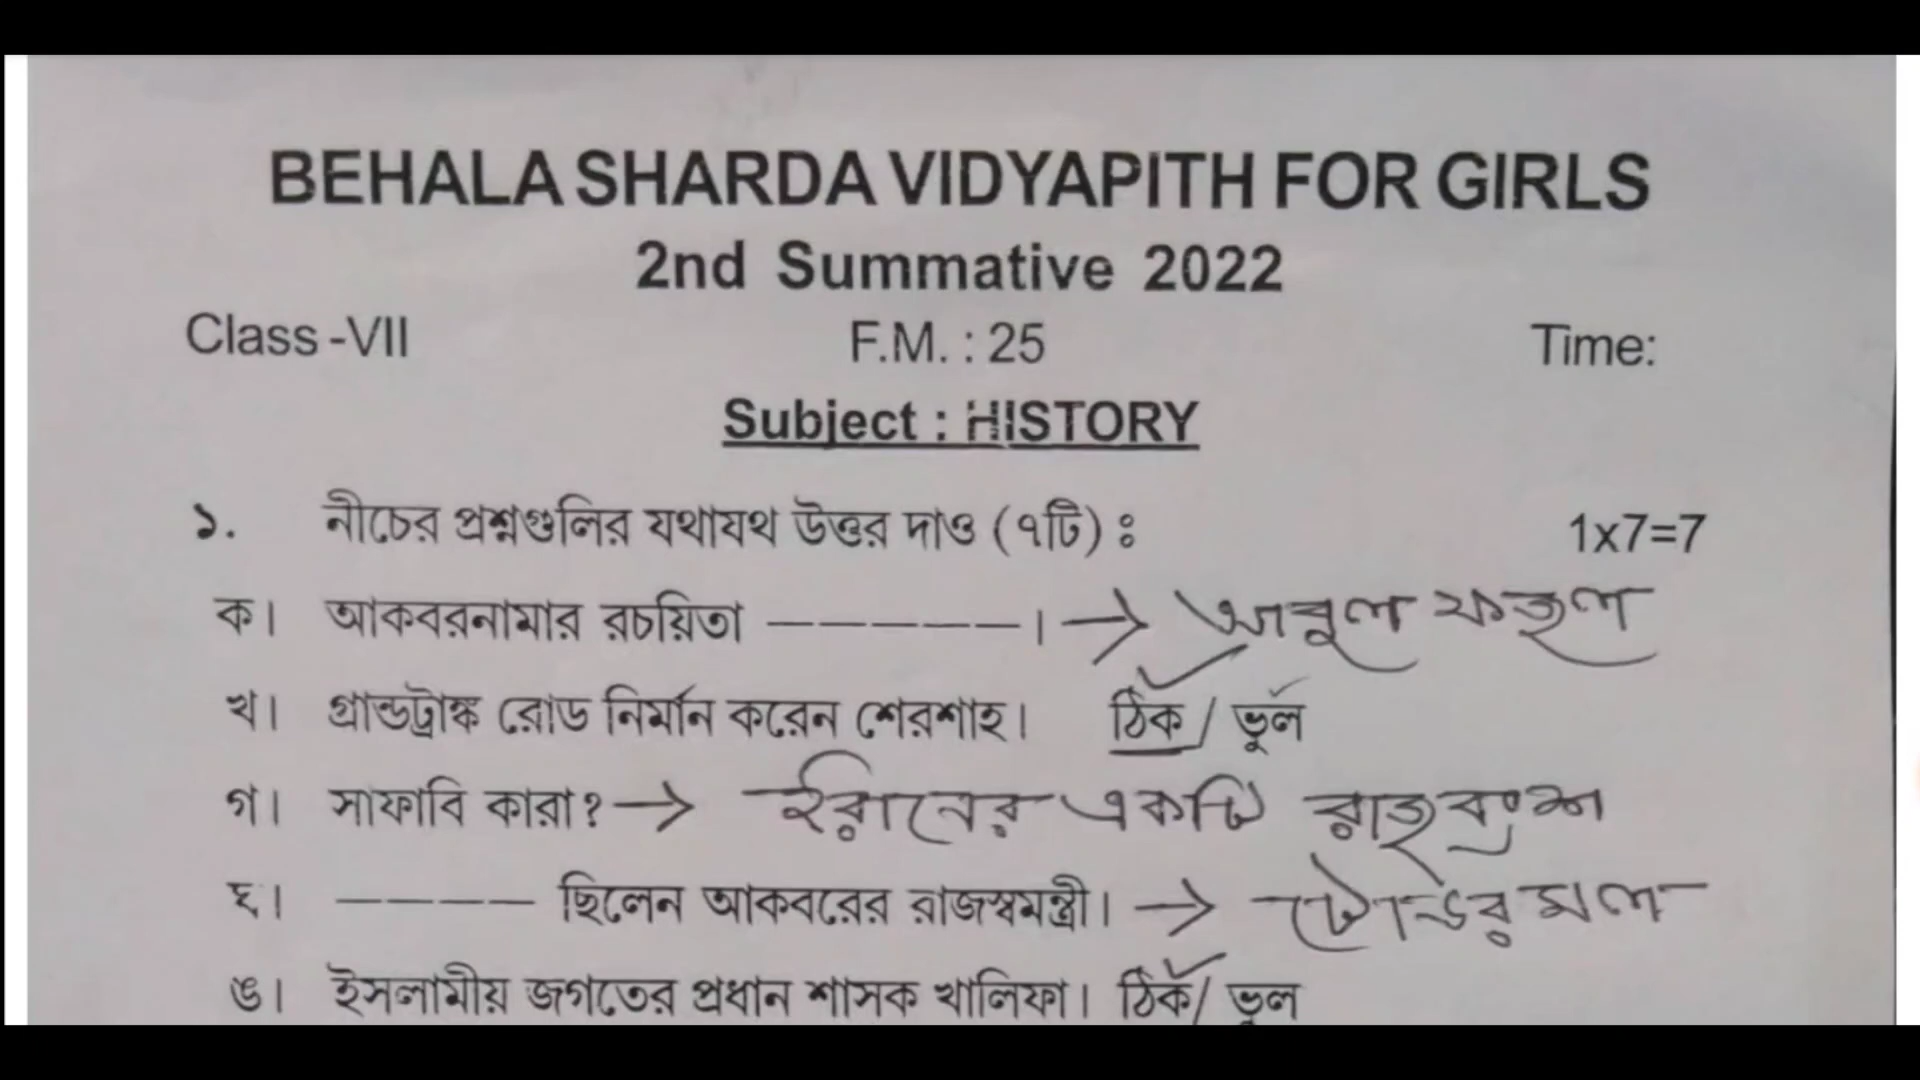 BEHALA SHARDA VIDYAPITH FOR GIRLS
2nd Summative 2022
Class -VII F.M. : 25 Time:
Subject : HISTORY
১. নীচের প্রশ্নগুলির যথাযথ উত্তর দাও (৭টি) ঃ 1x7=7
ক। আকবরনামার রচয়িতা ------। → আবুল ফজল
খ। গ্রান্ডট্রাঙ্ক রোড নির্মান করেন শেরশাহ। ঠিক / ভুল
গ। সাফাবি কারা? → ইরানের একটি রাজবংশ
ঘ। ---- ছিলেন আকবরের রাজস্বমন্ত্রী। → টোডরমল
ঙ। ইসলামীয় জগতের প্রধান শাসক খালিফা। ঠিক / ভুল